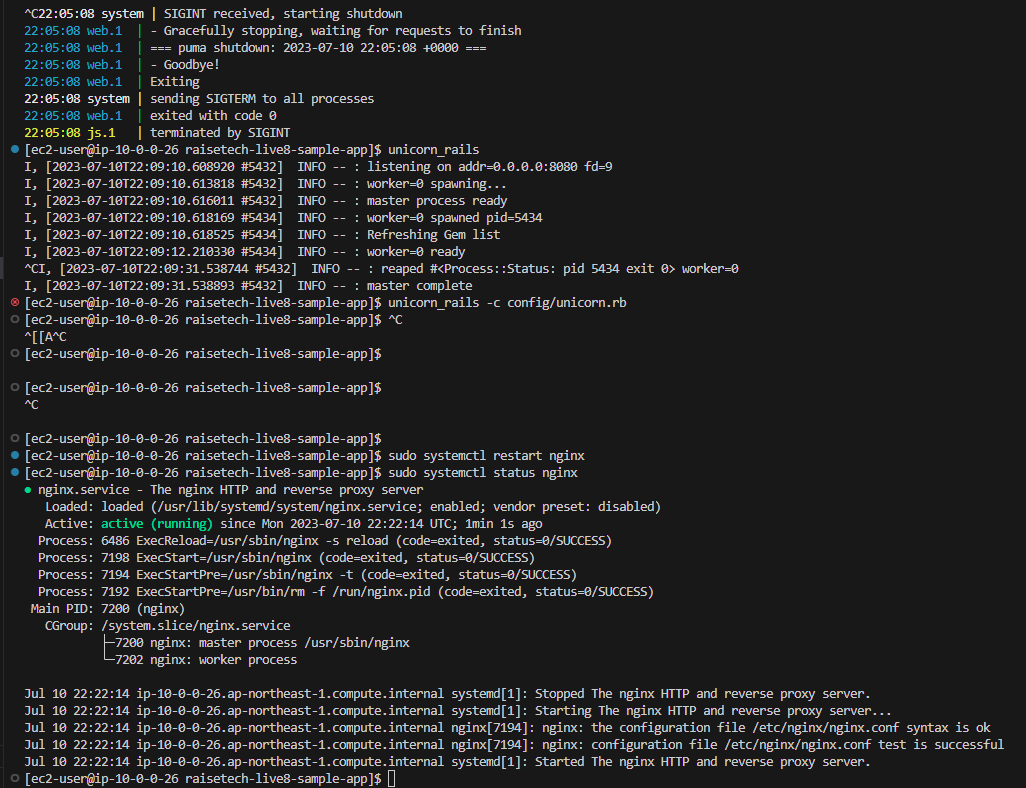 ^C22:05:08 system | SIGINT received, starting shutdown
22:05:08 web.1  | - Gracefully stopping, waiting for requests to finish
22:05:08 web.1  | === puma shutdown: 2023-07-10 22:05:08 +0000 ===
22:05:08 web.1  | - Goodbye!
22:05:08 web.1  | Exiting
22:05:08 system | sending SIGTERM to all processes
22:05:08 web.1  | exited with code 0
22:05:08 js.1   | terminated by SIGINT
[ec2-user@ip-10-0-0-26 raisetech-live8-sample-app]$ unicorn_rails
I, [2023-07-10T22:09:10.608920 #5432]  INFO -- : listening on addr=0.0.0.0:8080 fd=9
I, [2023-07-10T22:09:10.613818 #5432]  INFO -- : worker=0 spawning...
I, [2023-07-10T22:09:10.616011 #5432]  INFO -- : master process ready
I, [2023-07-10T22:09:10.618169 #5434]  INFO -- : worker=0 spawned pid=5434
I, [2023-07-10T22:09:10.618525 #5434]  INFO -- : Refreshing Gem list
I, [2023-07-10T22:09:12.210330 #5434]  INFO -- : worker=0 ready
^CI, [2023-07-10T22:09:31.538744 #5432]  INFO -- : reaped #<Process::Status: pid 5434 exit 0> worker=0
I, [2023-07-10T22:09:31.538893 #5432]  INFO -- : master complete
[ec2-user@ip-10-0-0-26 raisetech-live8-sample-app]$ unicorn_rails -c config/unicorn.rb
[ec2-user@ip-10-0-0-26 raisetech-live8-sample-app]$ ^C
^[[A^C
[ec2-user@ip-10-0-0-26 raisetech-live8-sample-app]$
[ec2-user@ip-10-0-0-26 raisetech-live8-sample-app]$
^C
[ec2-user@ip-10-0-0-26 raisetech-live8-sample-app]$
[ec2-user@ip-10-0-0-26 raisetech-live8-sample-app]$ sudo systemctl restart nginx
[ec2-user@ip-10-0-0-26 raisetech-live8-sample-app]$ sudo systemctl status nginx
● nginx.service - The nginx HTTP and reverse proxy server
   Loaded: loaded (/usr/lib/systemd/system/nginx.service; enabled; vendor preset: disabled)
   Active: active (running) since Mon 2023-07-10 22:22:14 UTC; 1min 1s ago
  Process: 6486 ExecReload=/usr/sbin/nginx -s reload (code=exited, status=0/SUCCESS)
  Process: 7198 ExecStart=/usr/sbin/nginx (code=exited, status=0/SUCCESS)
  Process: 7194 ExecStartPre=/usr/sbin/nginx -t (code=exited, status=0/SUCCESS)
  Process: 7192 ExecStartPre=/usr/bin/rm -f /run/nginx.pid (code=exited, status=0/SUCCESS)
 Main PID: 7200 (nginx)
   CGroup: /system.slice/nginx.service
           ├─7200 nginx: master process /usr/sbin/nginx
           └─7202 nginx: worker process
Jul 10 22:22:14 ip-10-0-0-26.ap-northeast-1.compute.internal systemd[1]: Stopped The nginx HTTP and reverse proxy server.
Jul 10 22:22:14 ip-10-0-0-26.ap-northeast-1.compute.internal systemd[1]: Starting The nginx HTTP and reverse proxy server...
Jul 10 22:22:14 ip-10-0-0-26.ap-northeast-1.compute.internal nginx[7194]: nginx: the configuration file /etc/nginx/nginx.conf syntax is ok
Jul 10 22:22:14 ip-10-0-0-26.ap-northeast-1.compute.internal nginx[7194]: nginx: configuration file /etc/nginx/nginx.conf test is successful
Jul 10 22:22:14 ip-10-0-0-26.ap-northeast-1.compute.internal systemd[1]: Started The nginx HTTP and reverse proxy server.
[ec2-user@ip-10-0-0-26 raisetech-live8-sample-app]$